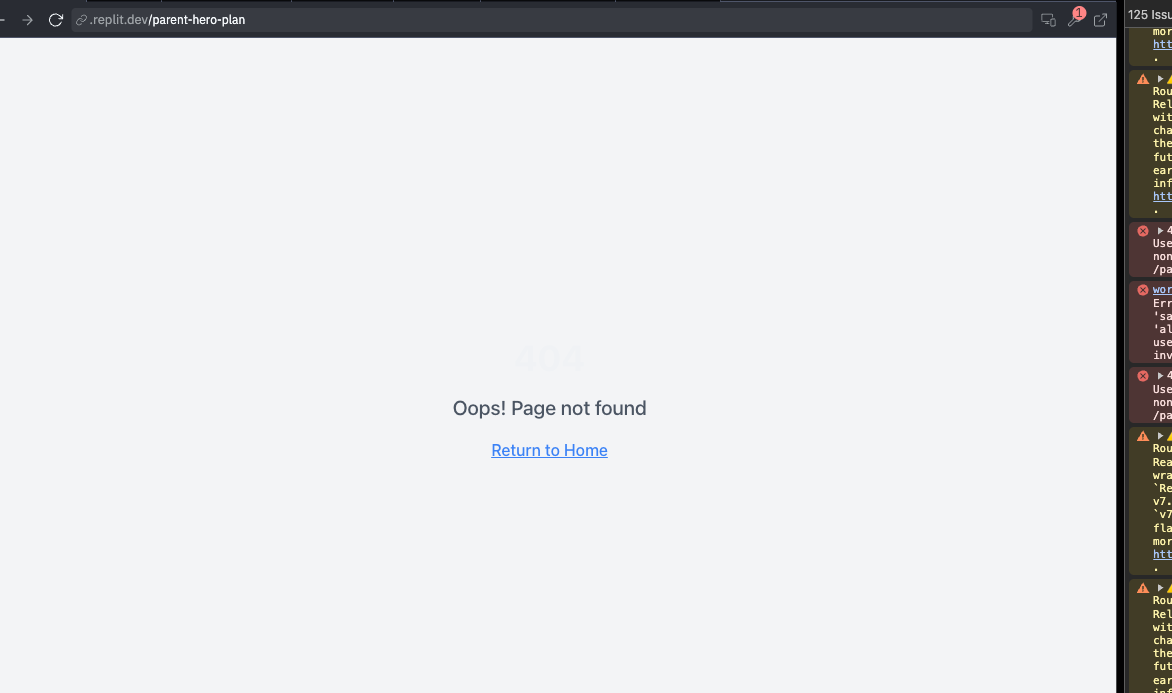 .replit.dev/parent-hero-plan
1
404
Oops! Page not found
Return to Home
125 Issu
mor
htt
.
Rou
Rel
wit
cha
the
fut
ear
inf
htt
.
4
Use
non
/pa
wor
Err
'sa
'al
use
inv
4
Use
non
/pa
Rou
Rea
wra
`Re
v7.
`v7
fla
mor
htt
.
Rou
Rel
wit
cha
the
fut
ear
inf